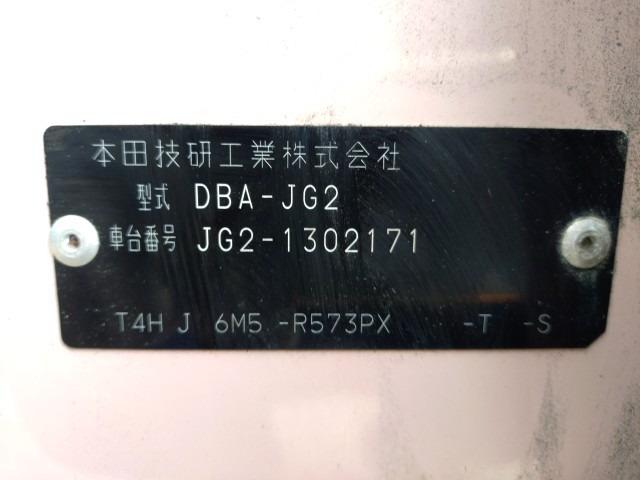 本田技研工業株式会社
型式 DBA-JG2
車台番号 JG2-1302171
T4H J 6M5 -R573PX -T -S